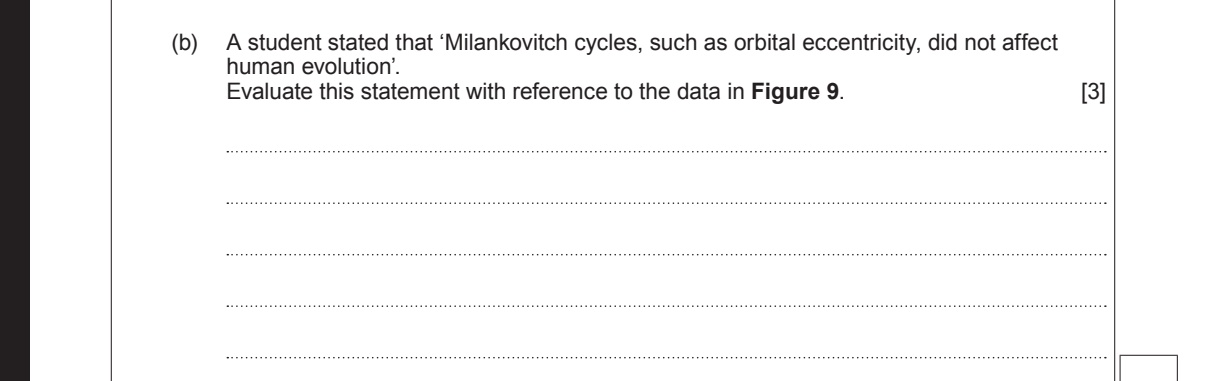 (b) A student stated that ‘Milankovitch cycles, such as orbital eccentricity, did not affect
human evolution’.
Evaluate this statement with reference to the data in Figure 9. [3]